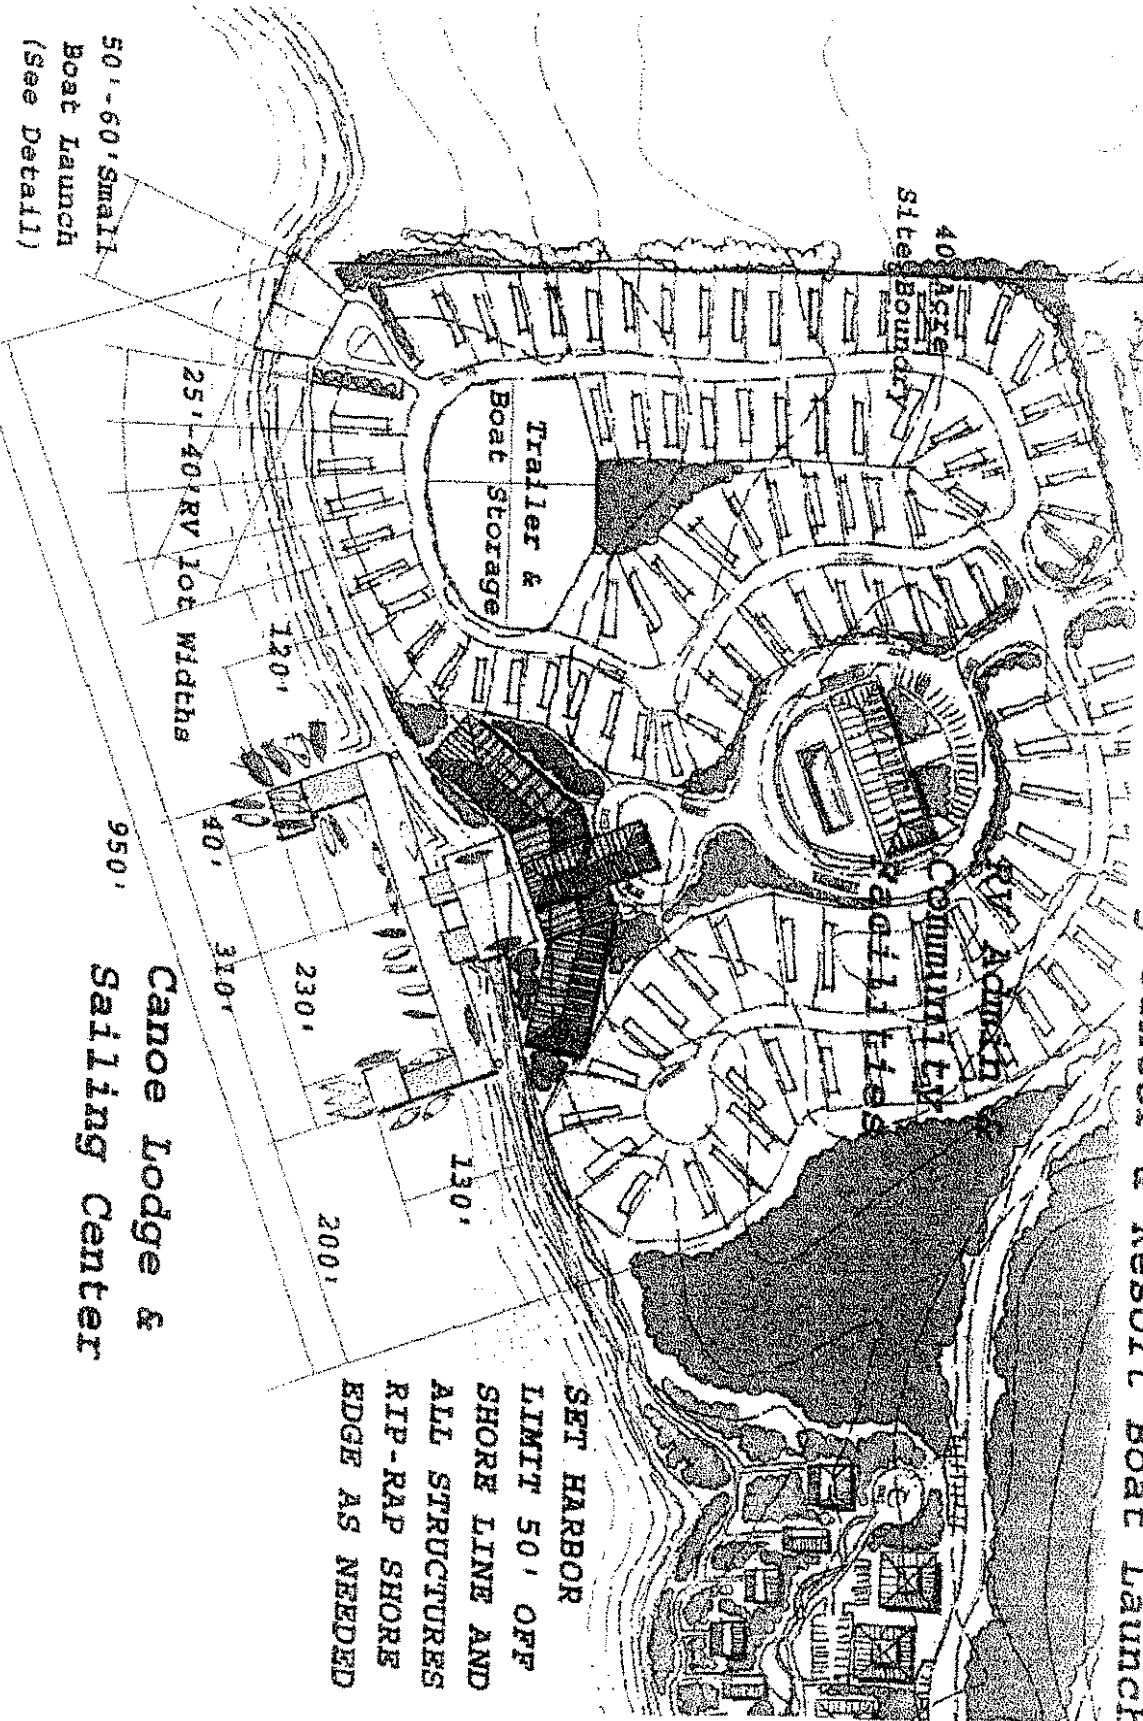 Resort Boat Launch
40 Acre
Site Boundry
RV Admin &
Community
Facilities
Trailer &
Boat Storage
50'-60' Small
Boat Launch
(See Detail)
25'-40' RV lot Widths
120'
40'
310'
230'
130'
200'
950'
Canoe Lodge &
Sailing Center
SET HARBOR
LIMIT 50' OFF
SHORE LINE AND
ALL STRUCTURES
RIP-RAP SHORE
EDGE AS NEEDED